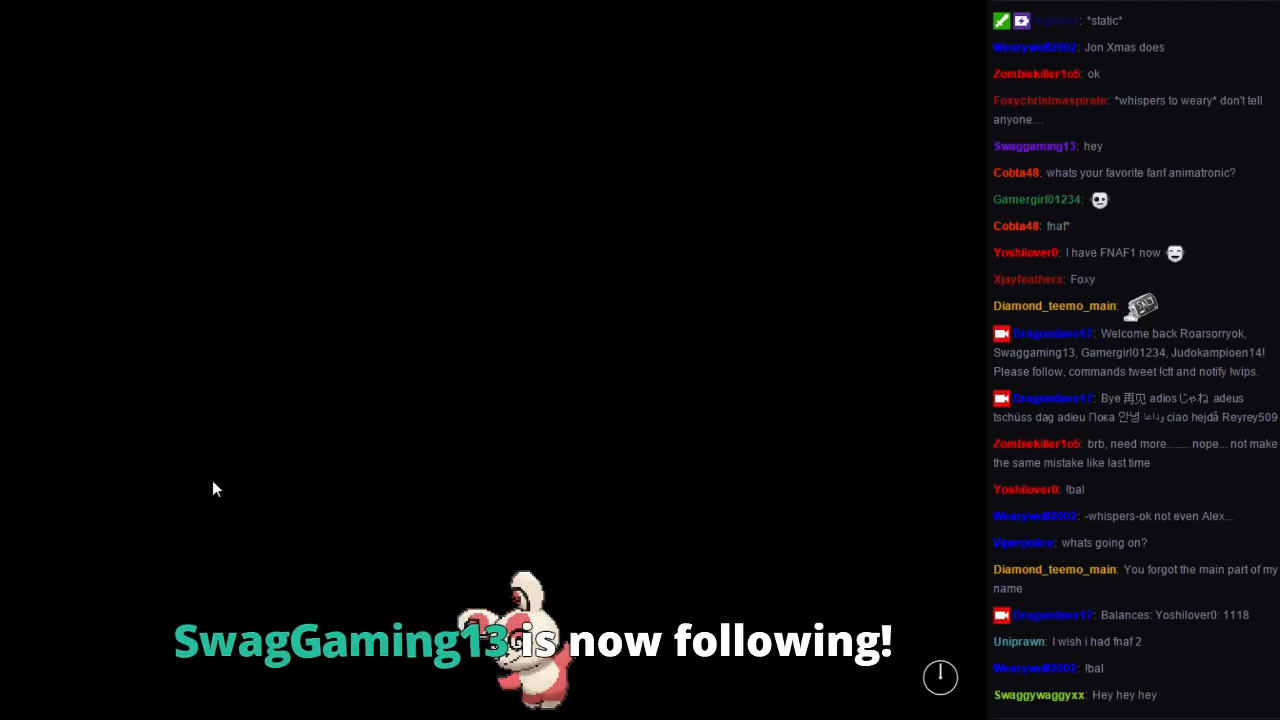 *static*
Wearywolf2002: Jon Xmas does
Zombiekiller1o5: ok
Foxychristmaspirate: *whispers to weary* don't tell
anyone....
Swaggaming13: hey
Cobta48: whats your favorite fanf animatronic?
Gamergirl01234:
Cobta48: fnaf*
Yoshilover0: I have FNAF1 now
Xjayfeatherx: Foxy
Diamond_teemo_main:
SALT
Dragondave17: Welcome back Roarsorryok,
Swaggaming13, Gamergirl01234, Judokampioen14!
Please follow, commands tweet !ctt and notify !wips.
Dragondave17: Bye 再见 adios じゃね adeus
tschüss dag adieu Пока 안녕 وداعا ciao hejdå Reyrey509
Zombiekiller1o5: brb, need more........ nope... not make
the same mistake like last time
Yoshilover0: !bal
Wearywolf2002: -whispers-ok not even Alex...
Viperpolice: whats going on?
Diamond_teemo_main: You forgot the main part of my
name
Dragondave17: Balances: Yoshilover0: 1118
Uniprawn: I wish i had fnaf 2
Wearywolf2002: !bal
Swaggywaggyxx: Hey hey hey
SwagGaming13 is now following!